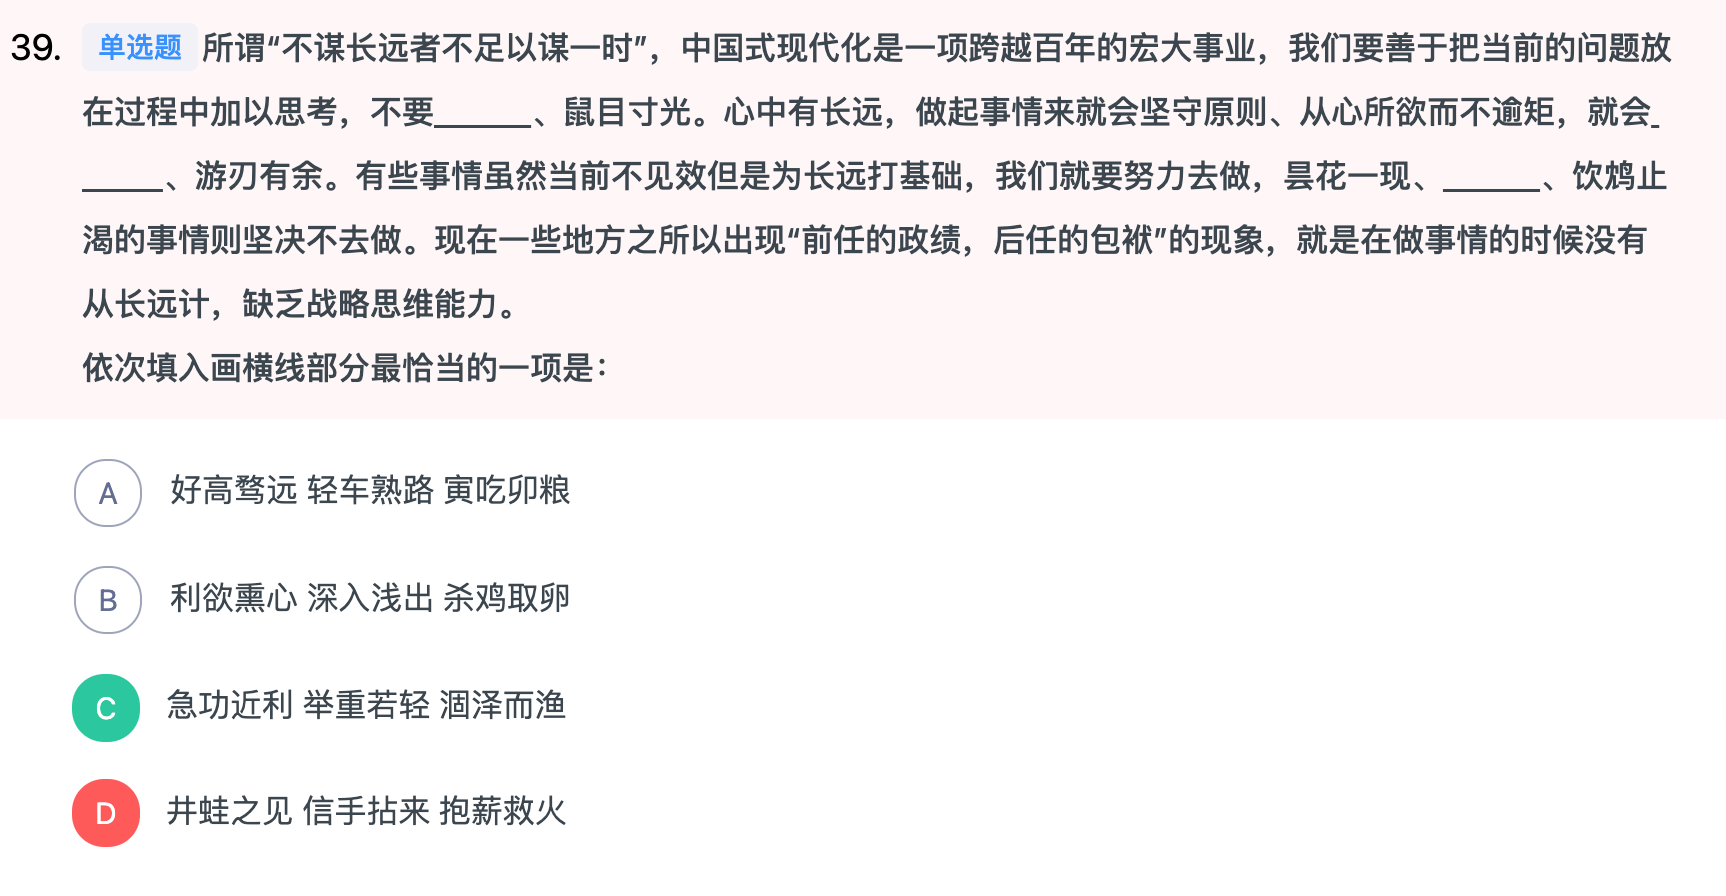 39. 单选题 所谓“不谋长远者不足以谋一时”，中国式现代化是一项跨越百年的宏大事业，我们要善于把当前的问题放
在过程中加以思考，不要______、鼠目寸光。心中有长远，做起事情来就会坚守原则、从心所欲而不逾矩，就会_
_____、游刃有余。有些事情虽然当前不见效但是为长远打基础，我们就要努力去做，昙花一现、______、饮鸩止
渴的事情则坚决不去做。现在一些地方之所以出现“前任的政绩，后任的包袱”的现象，就是在做事情的时候没有
从长远计，缺乏战略思维能力。
依次填入画横线部分最恰当的一项是：
A 好高骛远 轻车熟路 寅吃卯粮
B 利欲熏心 深入浅出 杀鸡取卵
C 急功近利 举重若轻 涸泽而渔
D 井蛙之见 信手拈来 抱薪救火